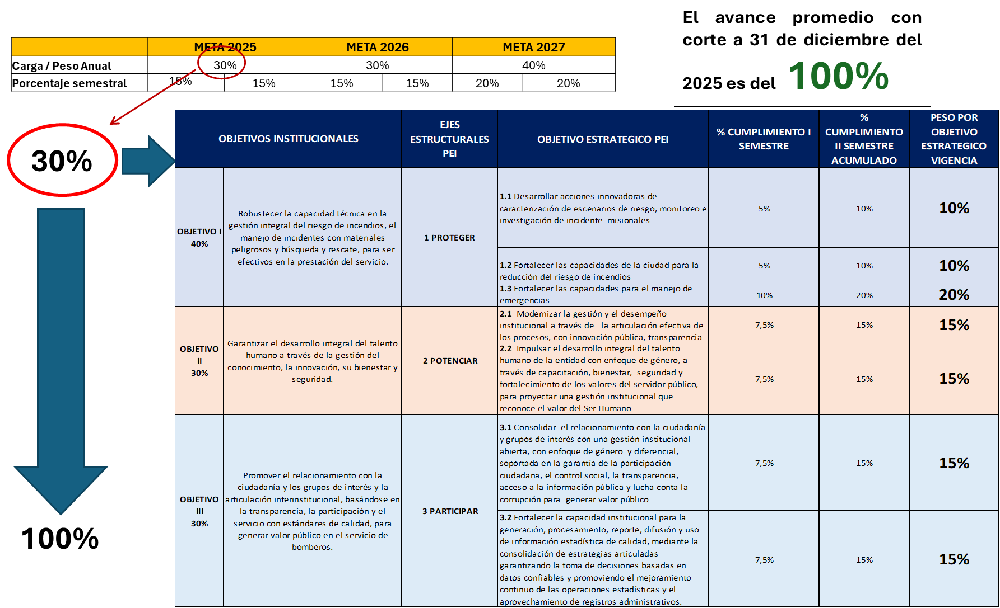 El avance promedio con
corte a 31 de diciembre del
2025 es del 100%
META 2025 META 2026 META 2027
Carga / Peso Anual 30% 30% 40%
Porcentaje semestral 15% 15% 15% 15% 20% 20%
30%
100%
OBJETIVOS INSTITUCIONALES
EJES
ESTRUCTURALES
PEI
OBJETIVO ESTRATEGICO PEI
% CUMPLIMIENTO I
SEMESTRE
%
CUMPLIMIENTO
II SEMESTRE
ACUMULADO
PESO POR
OBJETIVO
ESTRATEGICO
VIGENCIA
OBJETIVO I
40%
Robustecer la capacidad técnica en la
gestión integral del riesgo de incendios, el
manejo de incidentes con materiales
peligrosos y búsqueda y rescate, para ser
efectivos en la prestación del servicio.
1 PROTEGER
1.1 Desarrollar acciones innovadoras de
caracterización de escenarios de riesgo, monitoreo e
investigación de incidente misionales
5% 10% 10%
1.2 Fortalecer las capacidades de la ciudad para la
reducción del riesgo de incendios
5% 10% 10%
1.3 Fortalecer las capacidades para el manejo de
emergencias
10% 20% 20%
OBJETIVO
II
30%
Garantizar el desarrollo integral del talento
humano a través de la gestión del
conocimiento, la innovación, su bienestar y
seguridad.
2 POTENCIAR
2.1 Modernizar la gestión y el desempeño
institucional a través de la articulación efectiva de
los procesos, con innovación pública, transparencia
7,5% 15% 15%
2.2 Impulsar el desarrollo integral del talento
humano de la entidad con enfoque de género, a
través de capacitación, bienestar, seguridad y
fortalecimiento de los valores del servidor público,
para proyectar una gestión institucional que
reconoce el valor del Ser Humano
7,5% 15% 15%
OBJETIVO
III
30%
Promover el relacionamiento con la
ciudadanía y los grupos de interés y la
articulación interinstitucional, basándose en
la transparencia, la participación y el
servicio con estándares de calidad, para
generar valor público en el servicio de
bomberos.
3 PARTICIPAR
3.1 Consolidar el relacionamiento con la ciudadanía
y grupos de interés con una gestión institucional
abierta, con enfoque de género y diferencial,
soportada en la garantía de la participación
ciudadana, el control social, la transparencia,
acceso a la información pública y lucha conta la
corrupción para generar valor público
7,5% 15% 15%
3.2 Fortalecer la capacidad institucional para la
generación, procesamiento, reporte, difusión y uso
de información estadística de calidad, mediante la
consolidación de estrategias articuladas
garantizando la toma de decisiones basadas en
datos confiables y promoviendo el mejoramiento
continuo de las operaciones estadísticas y el
aprovechamiento de registros administrativos.
7,5% 15% 15%